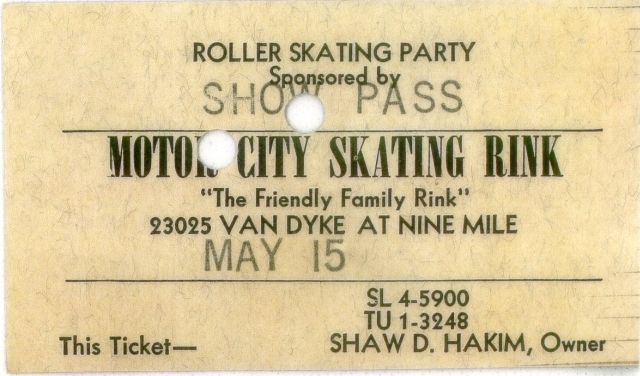 ROLLER SKATING PARTY
Sponsored by
SHOW PASS
MOTOR CITY SKATING RINK
"The Friendly Family Rink"
23025 VAN DYKE AT NINE MILE
MAY 15
SL 4-5900
TU 1-3248
This Ticket— SHAW D. HAKIM, Owner